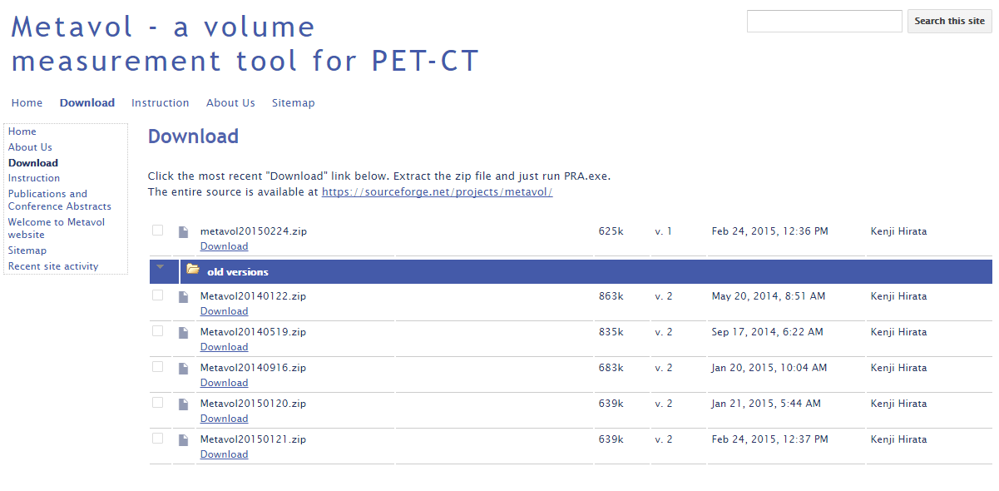 Metavol - a volume
measurement tool for PET-CT
Search this site
Home Download Instruction About Us Sitemap
Home
About Us
Download
Instruction
Publications and
Conference Abstracts
Welcome to Metavol
website
Sitemap
Recent site activity
Download
Click the most recent "Download" link below. Extract the zip file and just run PRA.exe.
The entire source is available at https://sourceforge.net/projects/metavol/
metavol20150224.zip 625k v. 1 Feb 24, 2015, 12:36 PM Kenji Hirata
Download
old versions
Metavol20140122.zip 863k v. 2 May 20, 2014, 8:51 AM Kenji Hirata
Download
Metavol20140519.zip 835k v. 2 Sep 17, 2014, 6:22 AM Kenji Hirata
Download
Metavol20140916.zip 683k v. 2 Jan 20, 2015, 10:04 AM Kenji Hirata
Download
Metavol20150120.zip 639k v. 2 Jan 21, 2015, 5:44 AM Kenji Hirata
Download
Metavol20150121.zip 639k v. 2 Feb 24, 2015, 12:37 PM Kenji Hirata
Download